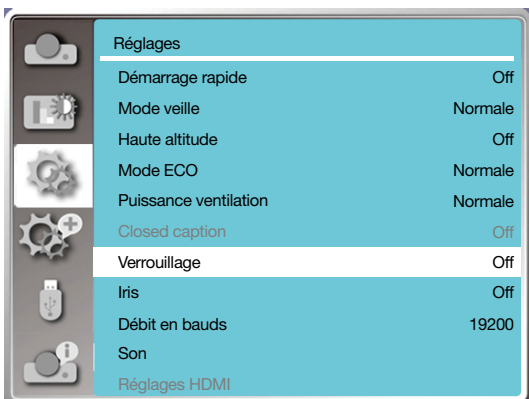 Réglages
Démarrage rapide Off
Mode veille Normale
Haute altitude Off
Mode ECO Normale
Puissance ventilation Normale
Closed caption Off
Verrouillage Off
Iris Off
Débit en bauds 19200
Son
Réglages HDMI